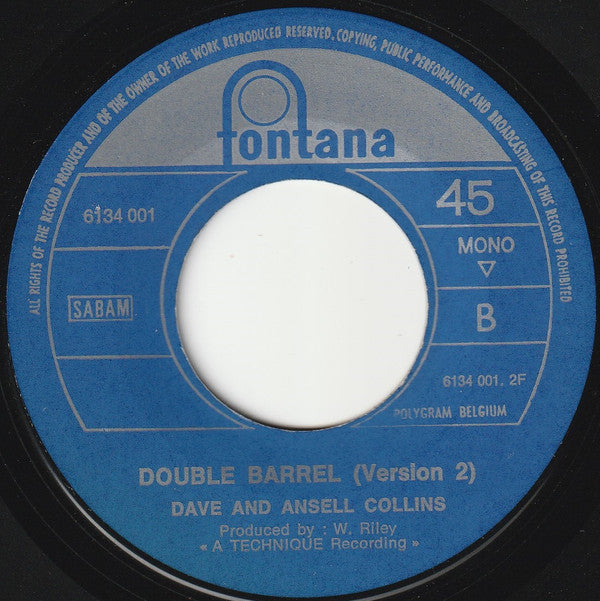 ALL RIGHTS OF THE RECORD PRODUCER AND OF THE OWNER OF THE WORK REPRODUCED RESERVED. COPYING, PUBLIC PERFORMANCE AND BROADCASTING OF THIS RECORD PROHIBITED
fontana
6134 001
45
MONO
SABAM
B
6134 001. 2F
POLYGRAM BELGIUM
DOUBLE BARREL (Version 2)
DAVE AND ANSELL COLLINS
Produced by : W. Riley
« A TECHNIQUE Recording »